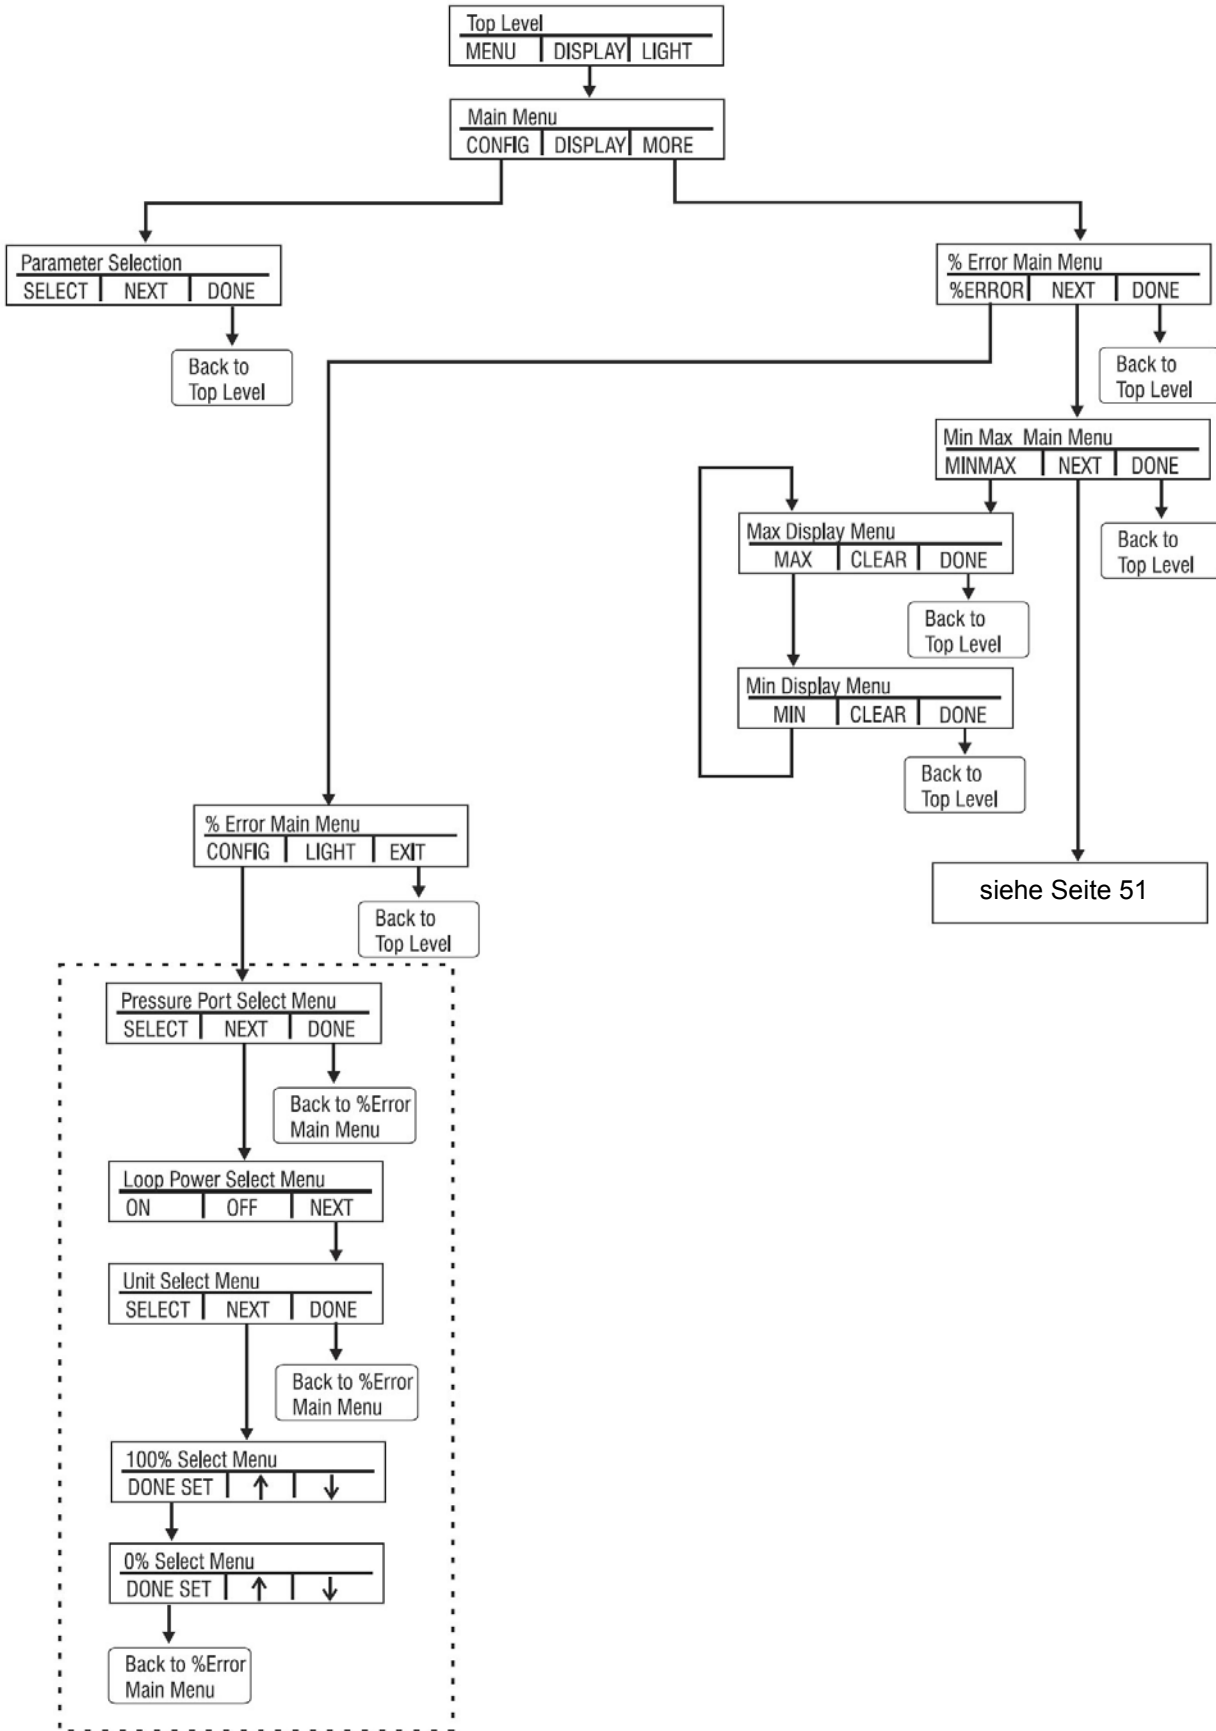 Top Level
MENU DISPLAY LIGHT
Main Menu
CONFIG DISPLAY MORE
Parameter Selection
SELECT NEXT DONE
Back to
Top Level
% Error Main Menu
%ERROR NEXT DONE
Back to
Top Level
Min Max Main Menu
MINMAX NEXT DONE
Back to
Top Level
Max Display Menu
MAX CLEAR DONE
Back to
Top Level
Min Display Menu
MIN CLEAR DONE
Back to
Top Level
siehe Seite 51
% Error Main Menu
CONFIG LIGHT EXIT
Back to
Top Level
Pressure Port Select Menu
SELECT NEXT DONE
Back to %Error
Main Menu
Loop Power Select Menu
ON OFF NEXT
Unit Select Menu
SELECT NEXT DONE
Back to %Error
Main Menu
100% Select Menu
DONE SET ↑ ↓
0% Select Menu
DONE SET ↑ ↓
Back to %Error
Main Menu